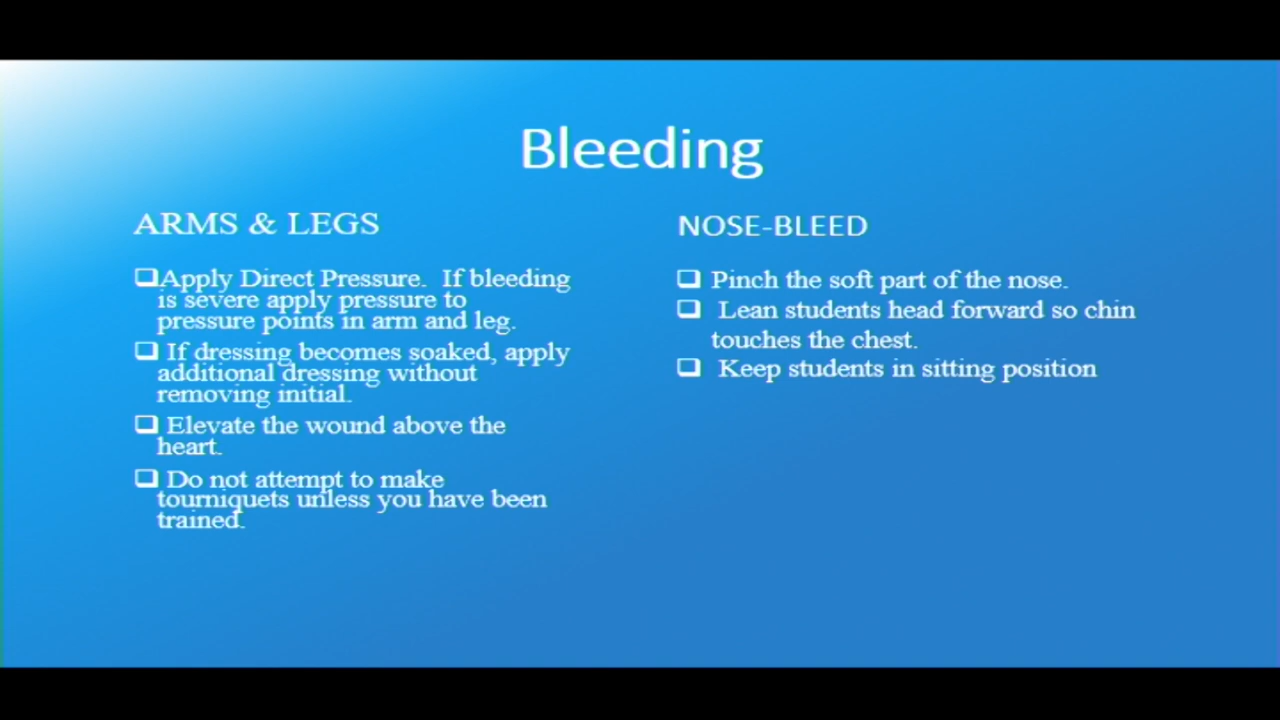 Bleeding
ARMS & LEGS
❑Apply Direct Pressure.  If bleeding
is severe apply pressure to
pressure points in arm and leg.
❑ If dressing becomes soaked, apply
additional dressing without
removing initial.
❑ Elevate the wound above the
heart.
❑ Do not attempt to make
tourniquets unless you have been
trained.
NOSE-BLEED
❑ Pinch the soft part of the nose.
❑ Lean students head forward so chin
touches the chest.
❑ Keep students in sitting position